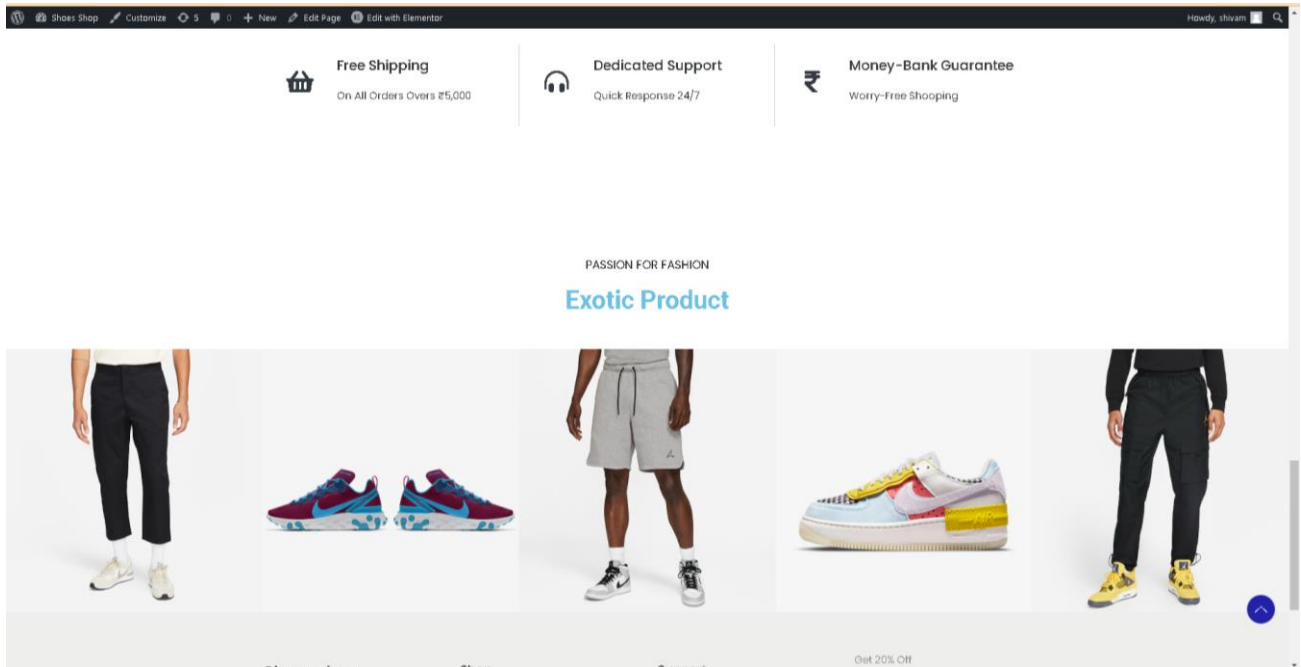 Shoes Shop Customize 5 0 + New Edit Page Edit with Elementor Howdy, shivam
Free Shipping
On All Orders Overs ₹5,000
Dedicated Support
Quick Response 24/7
Money-Bank Guarantee
Worry-Free Shooping
PASSION FOR FASHION
Exotic Product
Get 20% Off